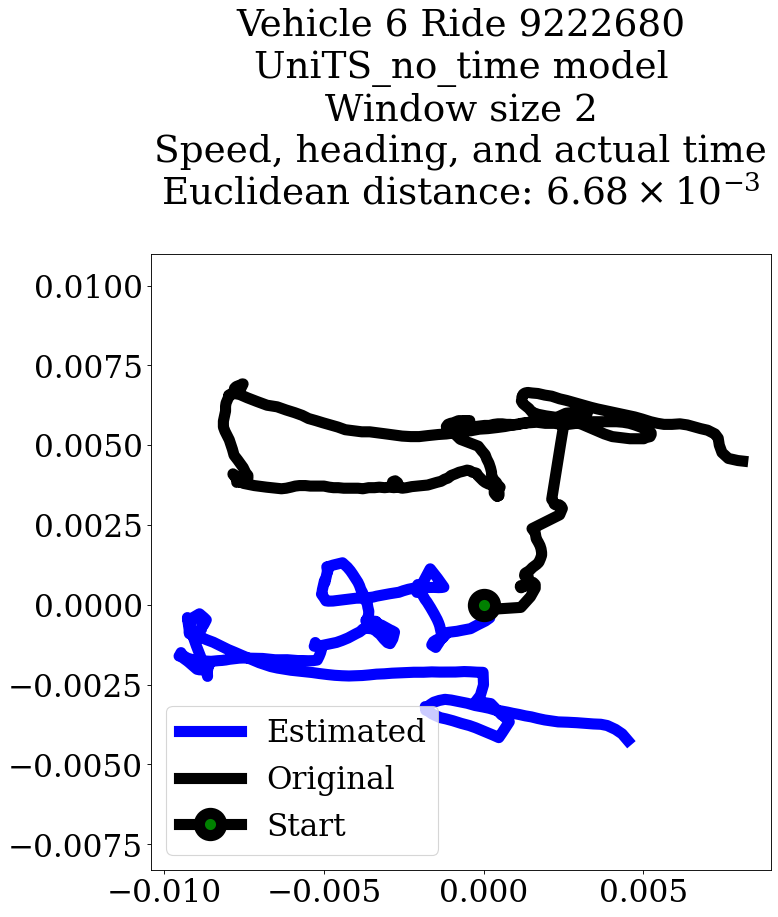 Vehicle 6 Ride 9222680
UniTS_no_time model
Window size 2
Speed, heading, and actual time
Euclidean distance: 6.68 × 10⁻³
0.0100
0.0075
0.0050
0.0025
0.0000
−0.0025
−0.0050
−0.0075
Estimated
Original
Start
−0.010 −0.005 0.000 0.005